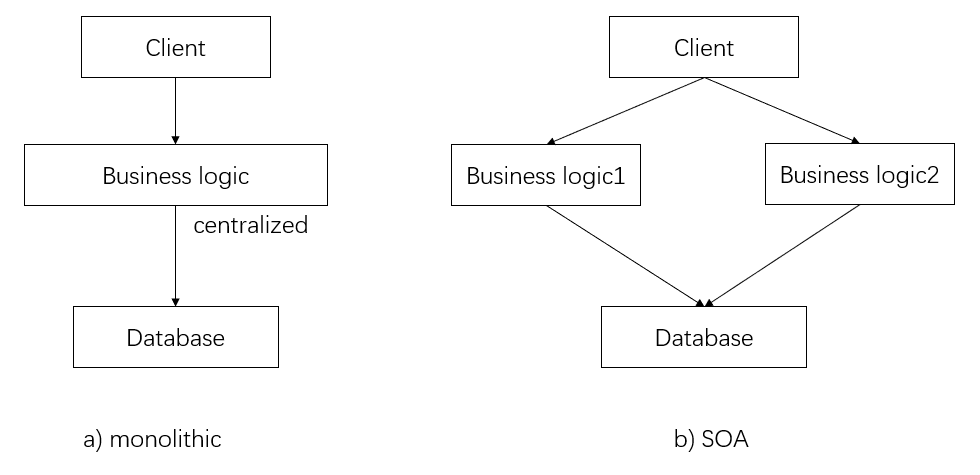 Client
Business logic
centralized
Database
a) monolithic
Client
Business logic1
Business logic2
Database
b) SOA